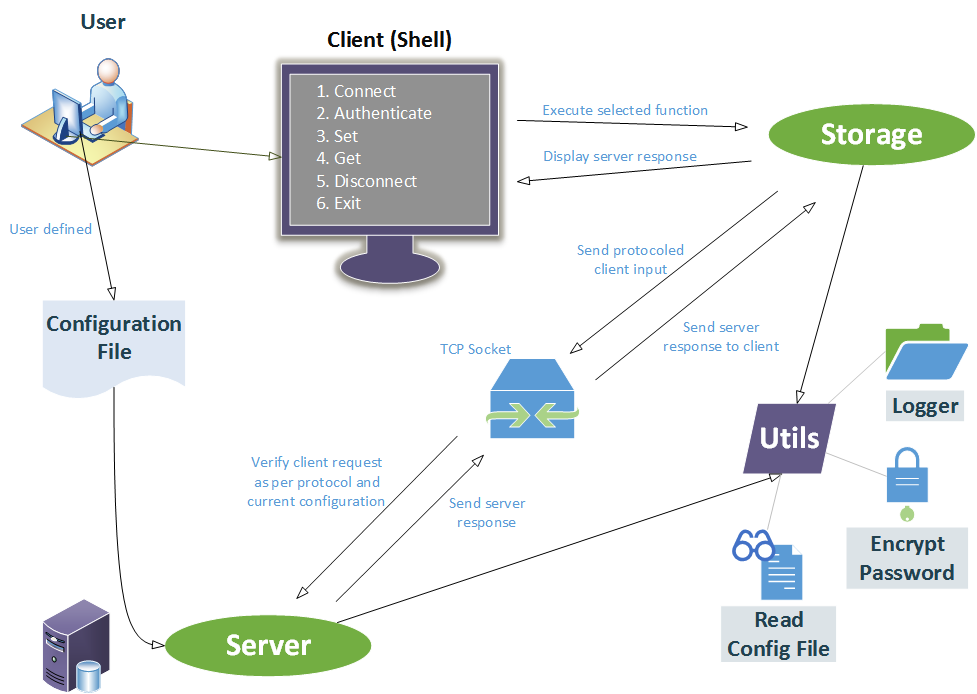 User
Client (Shell)
1. Connect
2. Authenticate
3. Set
4. Get
5. Disconnect
6. Exit
Execute selected function
Display server response
Storage
User defined
Send protocoled
client input
Configuration
File
Send server
response to client
TCP Socket
Logger
Utils
Verify client request
as per protocol and
current configuration
Send server
response
Encrypt
Password
Read
Config File
Server